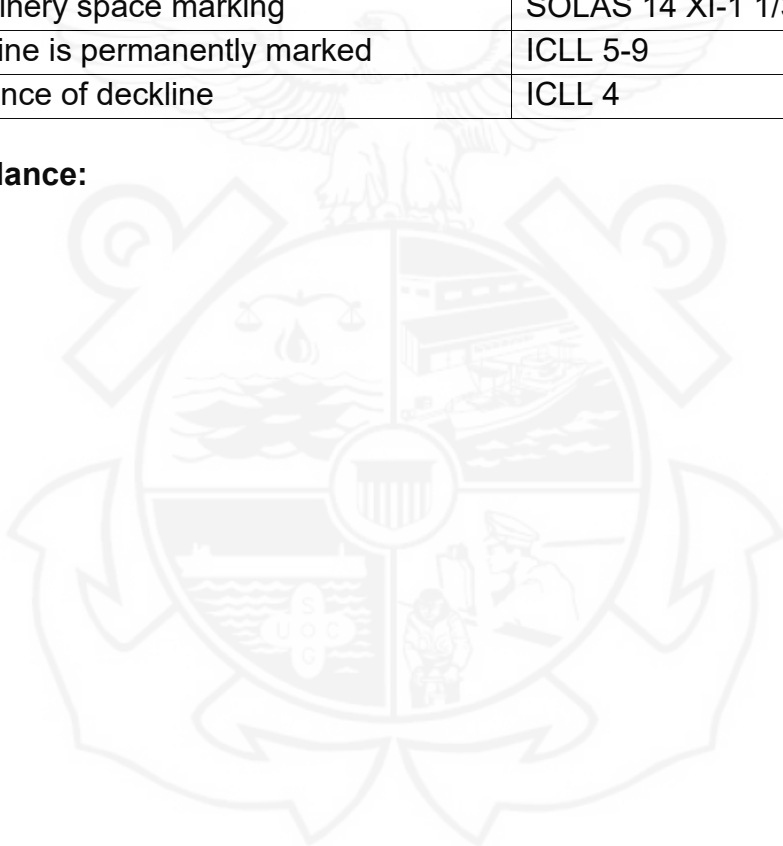 inery space marking SOLAS 14 XI-1 1/3
ine is permanently marked ICLL 5-9
nce of deckline ICLL 4
lance:
S
U O C
G